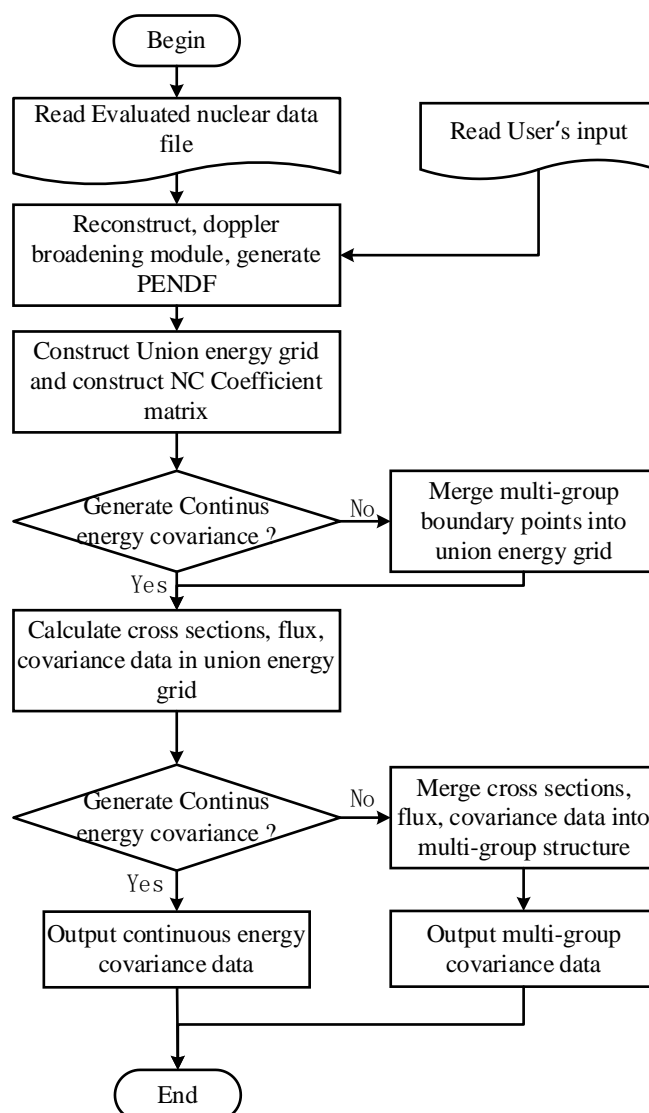 Begin
Read Evaluated nuclear data
file
Read User's input
Reconstruct, doppler
broadening module, generate
PENDF
Construct Union energy grid
and construct NC Coefficient
matrix
Generate Continus
energy covariance ?
No
Merge multi-group
boundary points into
union energy grid
Yes
Calculate cross sections, flux,
covariance data in union energy
grid
Generate Continus
energy covariance ?
No
Merge cross sections,
flux, covariance data into
multi-group structure
Yes
Output continuous energy
covariance data
Output multi-group
covariance data
End